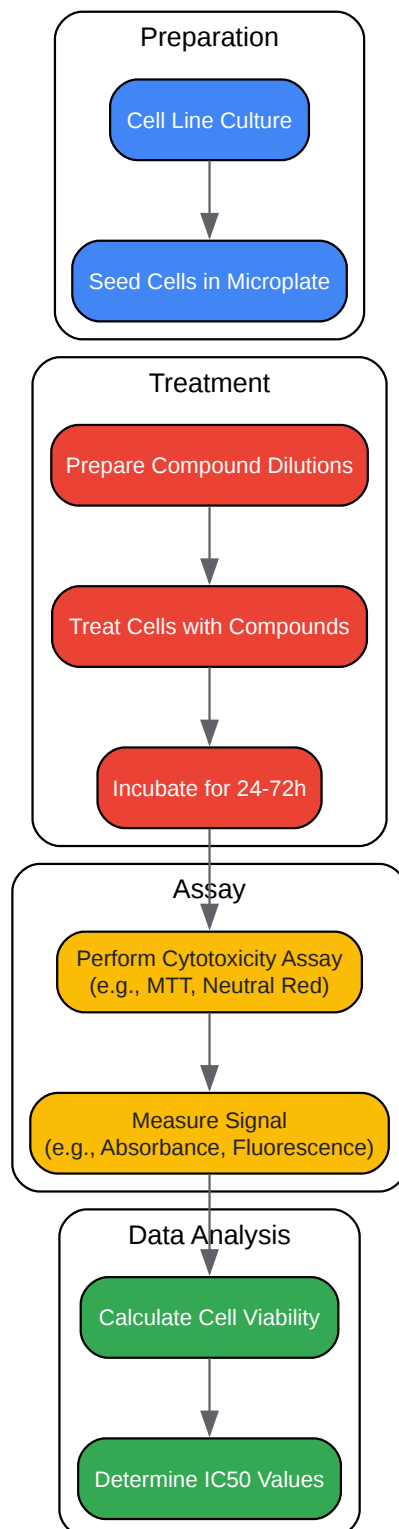 Preparation
Cell Line Culture
Seed Cells in Microplate
Treatment
Prepare Compound Dilutions
Treat Cells with Compounds
Incubate for 24-72h
Assay
Perform Cytotoxicity Assay
(e.g., MTT, Neutral Red)
Measure Signal
(e.g., Absorbance, Fluorescence)
Data Analysis
Calculate Cell Viability
Determine IC50 Values